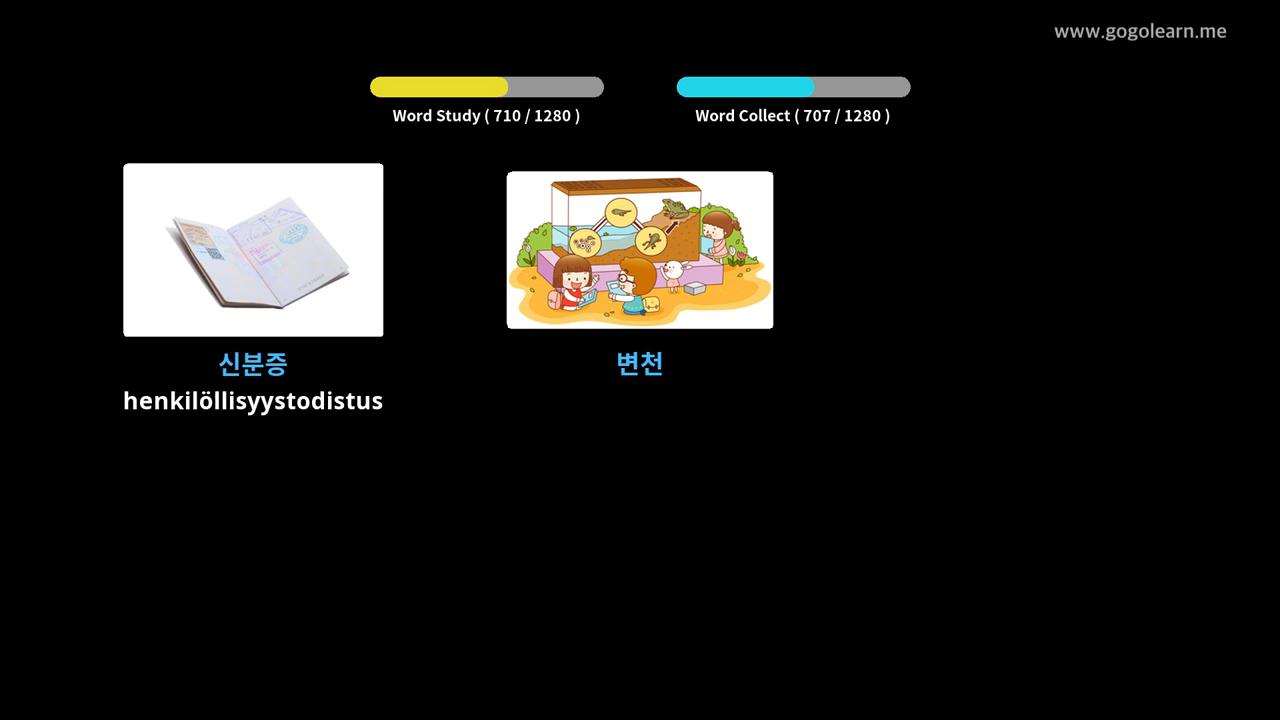 www.gogolearn.me
Word Study ( 710 / 1280 )
Word Collect ( 707 / 1280 )
신분증
변천
henkilöllisyystodistus